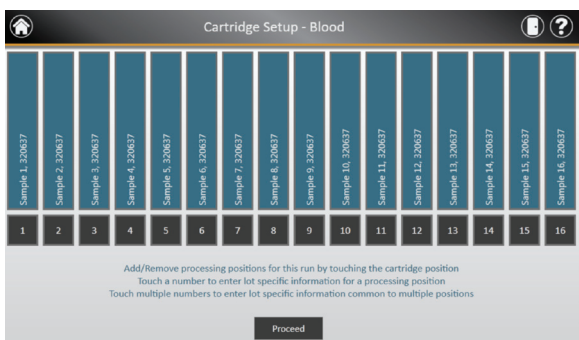 Cartridge Setup - Blood
?
Sample 1, 320637
Sample 2, 320637
Sample 3, 320637
Sample 4, 320637
Sample 5, 320637
Sample 6, 320637
Sample 7, 320637
Sample 8, 320637
Sample 9, 320637
Sample 10, 320637
Sample 11, 320637
Sample 12, 320637
Sample 13, 320637
Sample 14, 320637
Sample 15, 320637
Sample 16, 320637
1 2 3 4 5 6 7 8 9 10 11 12 13 14 15 16
Add/Remove processing positions for this run by touching the cartridge position
Touch a number to enter lot specific information for a processing position
Touch multiple numbers to enter lot specific information common to multiple positions
Proceed